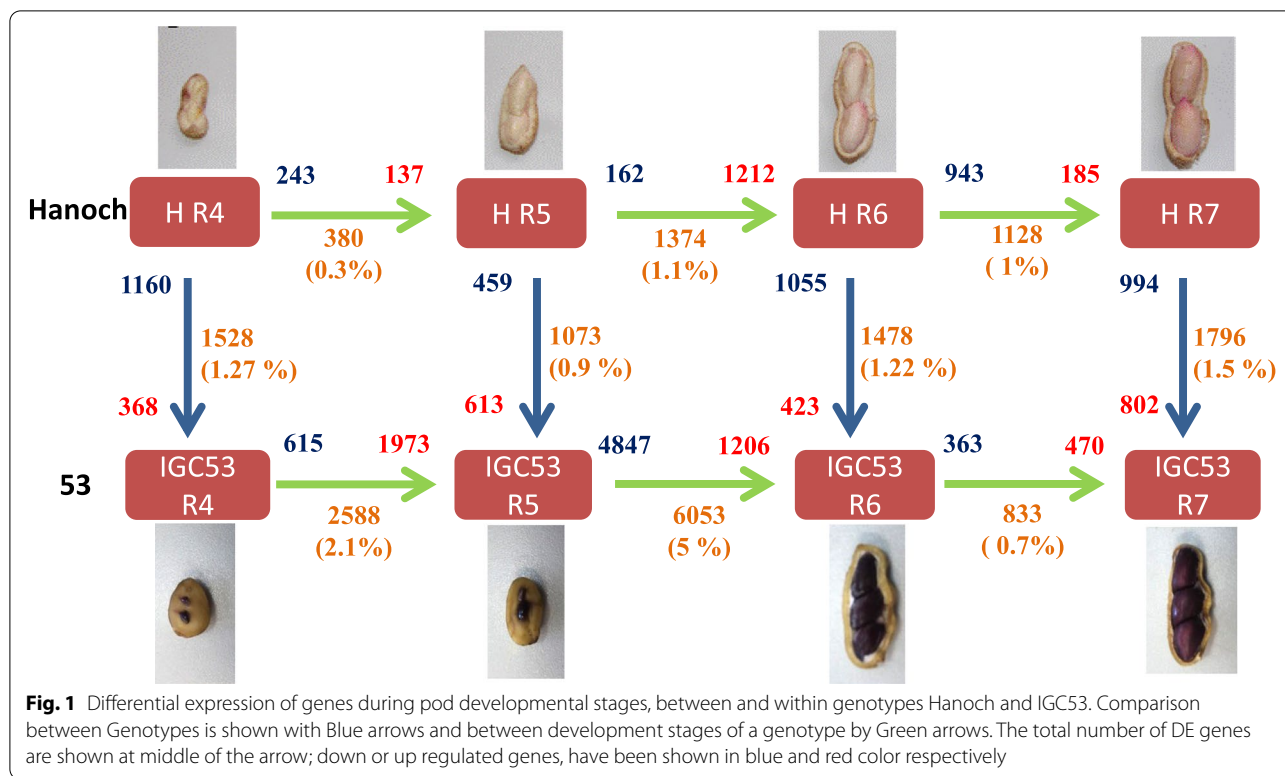 243 137 162 1212 943 185
Hanoch H R4 H R5 H R6 H R7
380 1374 1128
(0.3%) (1.1%) ( 1%)
1160 459 1055 994
1528 1073 1478 1796
(1.27 %) (0.9 %) (1.22 %) (1.5 %)
368 613 423 802
615 1973 4847 1206 363 470
53 IGC53 R4 IGC53 R5 IGC53 R6 IGC53 R7
2588 6053 833
(2.1%) (5 %) ( 0.7%)
Fig. 1 Differential expression of genes during pod developmental stages, between and within genotypes Hanoch and IGC53. Comparison
between Genotypes is shown with Blue arrows and between development stages of a genotype by Green arrows. The total number of DE genes
are shown at middle of the arrow; down or up regulated genes, have been shown in blue and red color respectively